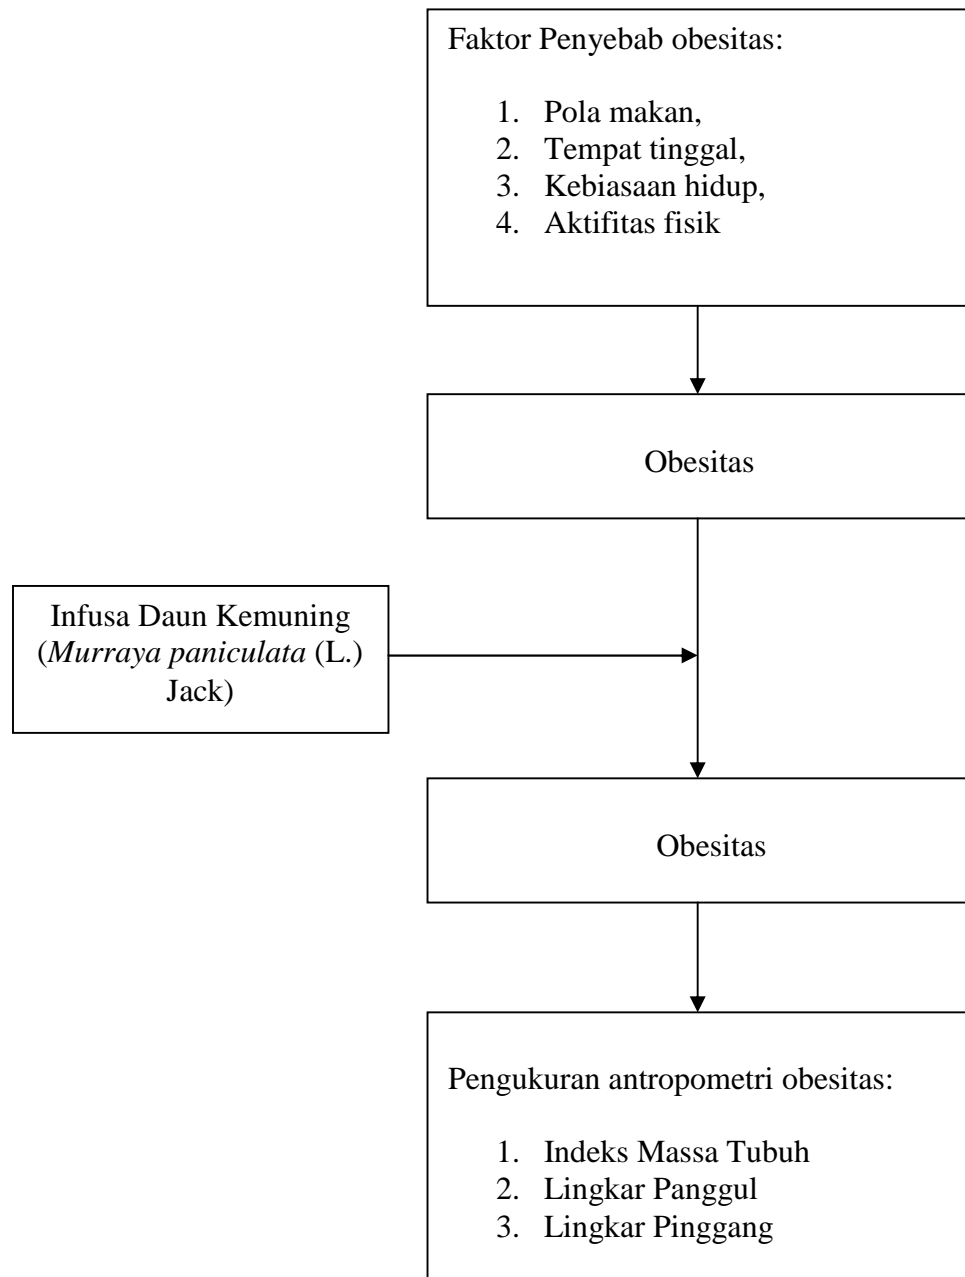 Faktor Penyebab obesitas:
1. Pola makan,
2. Tempat tinggal,
3. Kebiasaan hidup,
4. Aktifitas fisik
Obesitas
Infusa Daun Kemuning
(Murraya paniculata (L.)
Jack)
Obesitas
Pengukuran antropometri obesitas:
1. Indeks Massa Tubuh
2. Lingkar Panggul
3. Lingkar Pinggang